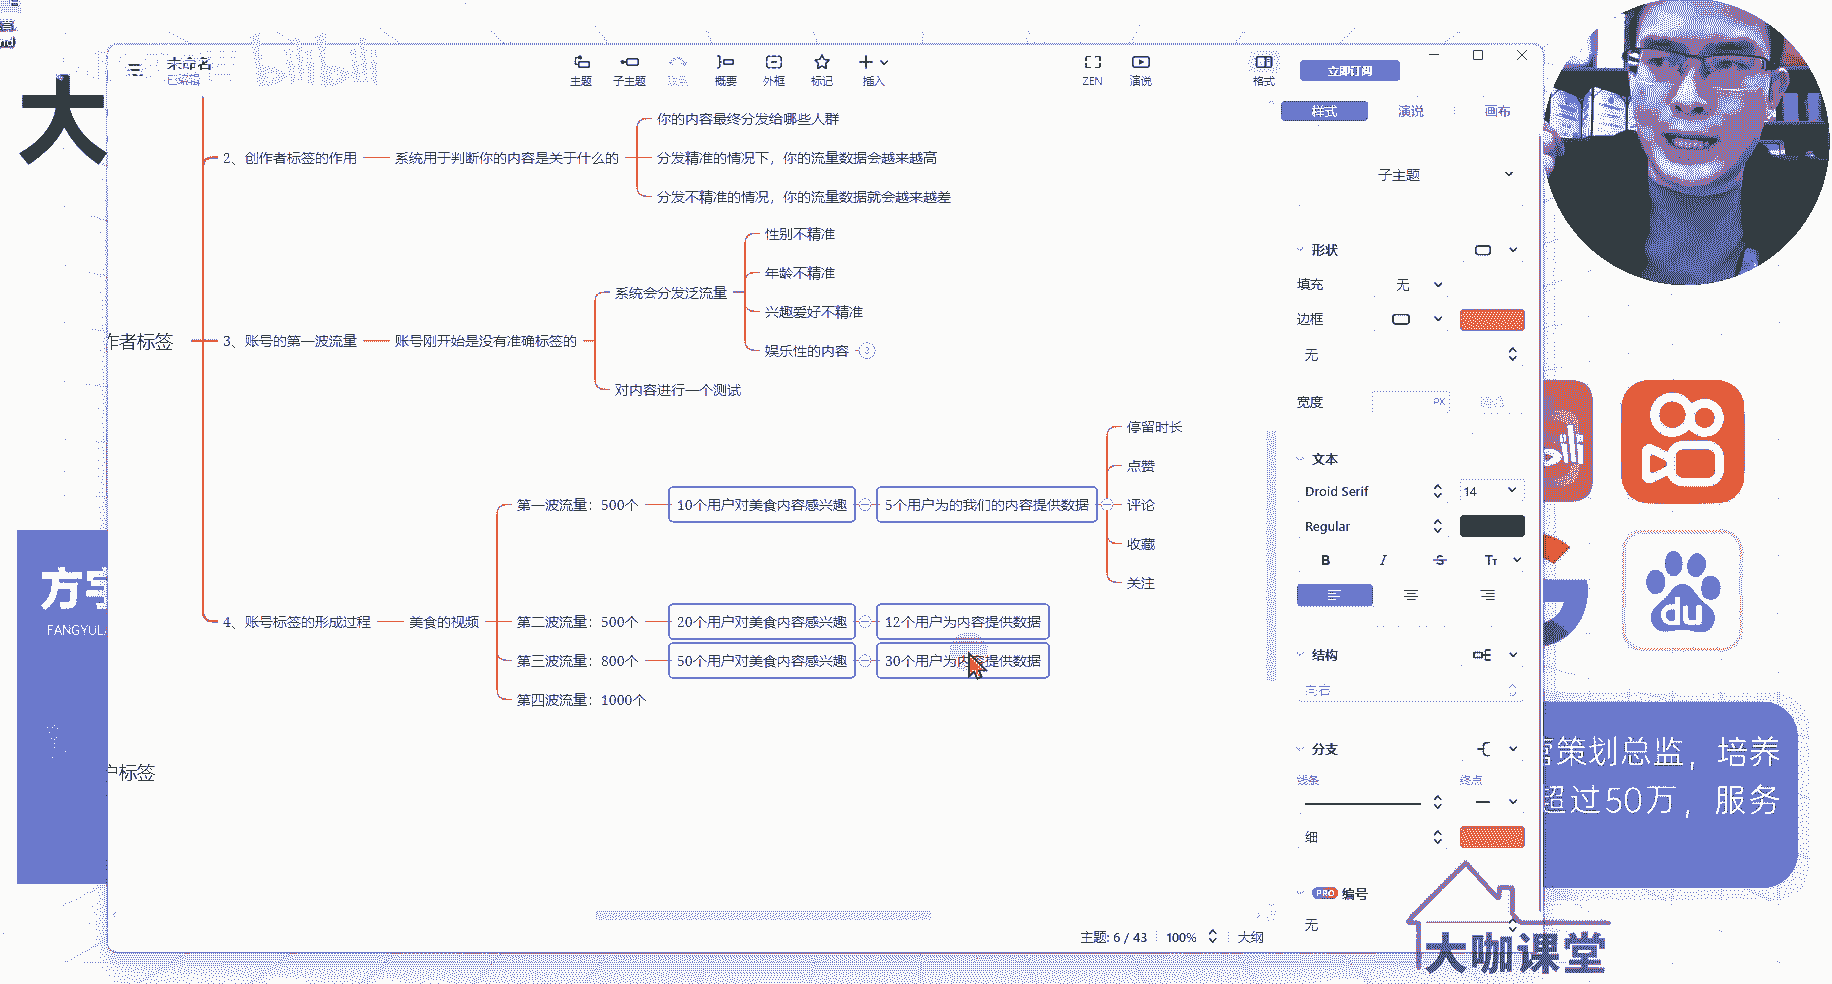 未命名
已编辑
bilibili
主题
子主题
联系
概要
外框
标记
插入
ZEN
演说
格式
立即订阅
大
2、创作者标签的作用
系统用于判断你的内容是关于什么的
你的内容最终分发给哪些人群
分发精准的情况下，你的流量数据会越来越高
分发不精准的情况，你的流量数据就会越来越差
作者标签
3、账号的第一波流量
账号刚开始是没有准确标签的
系统会分发泛流量
性别不精准
年龄不精准
兴趣爱好不精准
娱乐性的内容
3
对内容进行一个测试
4、账号标签的形成过程
美食的视频
第一波流量：500个
10个用户对美食内容感兴趣
5个用户为的我们的内容提供数据
停留时长
点赞
评论
收藏
关注
第二波流量：500个
20个用户对美食内容感兴趣
12个用户为内容提供数据
第三波流量：800个
50个用户对美食内容感兴趣
30个用户为内容提供数据
第四波流量：1000个
户标签
样式
演说
画布
子主题
形状
填充
无
边框
无
宽度
PX
文本
Droid Serif
14
Regular
B
I
S
TT
结构
向右
分支
线条
终点
细
PRO 编号
无
主题: 6 / 43
100%
大纲
方宇
FANGYUL
du
营策划总监，培养
超过50万，服务
大咖课堂